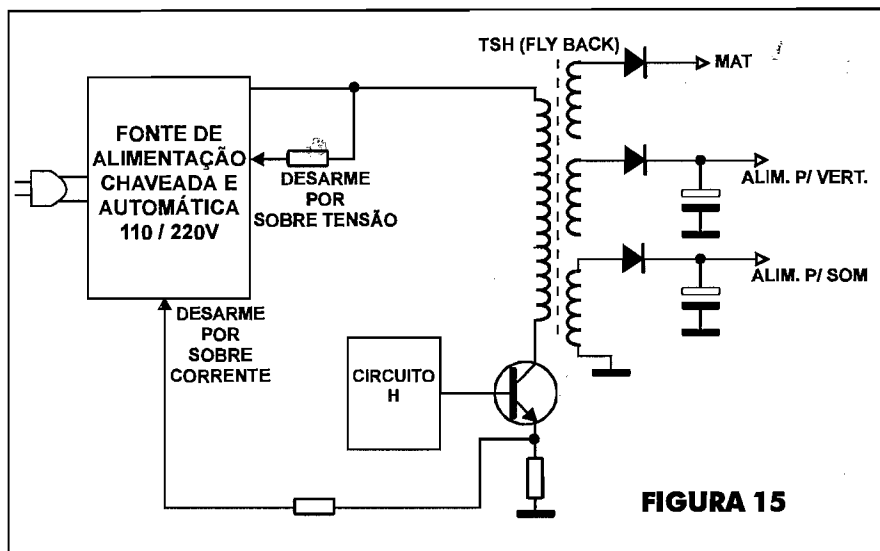 TSH (FLY BACK)
MAT
FONTE DE
ALIMENTAÇÃO
CHAVEADA E
AUTOMÁTICA
110 / 220V
DESARME
POR
SOBRE TENSÃO
ALIM. P/ VERT.
ALIM. P/ SOM
DESARME
POR
SOBRE
CORRENTE
CIRCUITO
H
FIGURA 15